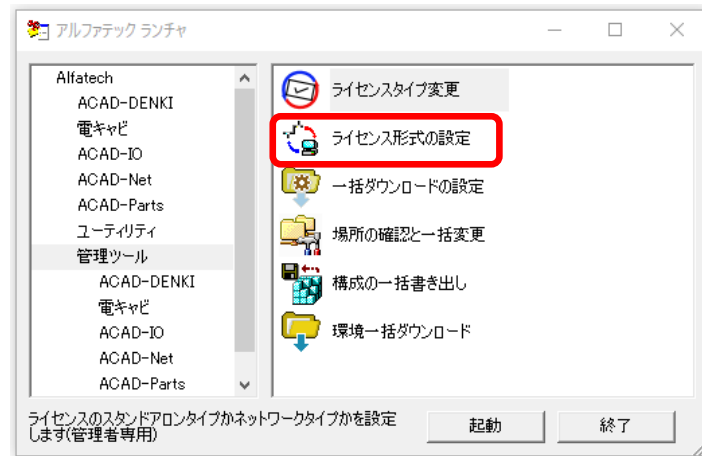 アルファテック ランチャ
Alfatech
ACAD-DENKI
電キャビ
ACAD-IO
ACAD-Net
ACAD-Parts
ユーティリティ
管理ツール
ACAD-DENKI
電キャビ
ACAD-IO
ACAD-Net
ACAD-Parts
ライセンスタイプ変更
ライセンス形式の設定
一括ダウンロードの設定
場所の確認と一括変更
構成の一括書き出し
環境一括ダウンロード
ライセンスのスタンドアロンタイプかネットワークタイプかを設定
します(管理者専用)
起動
終了